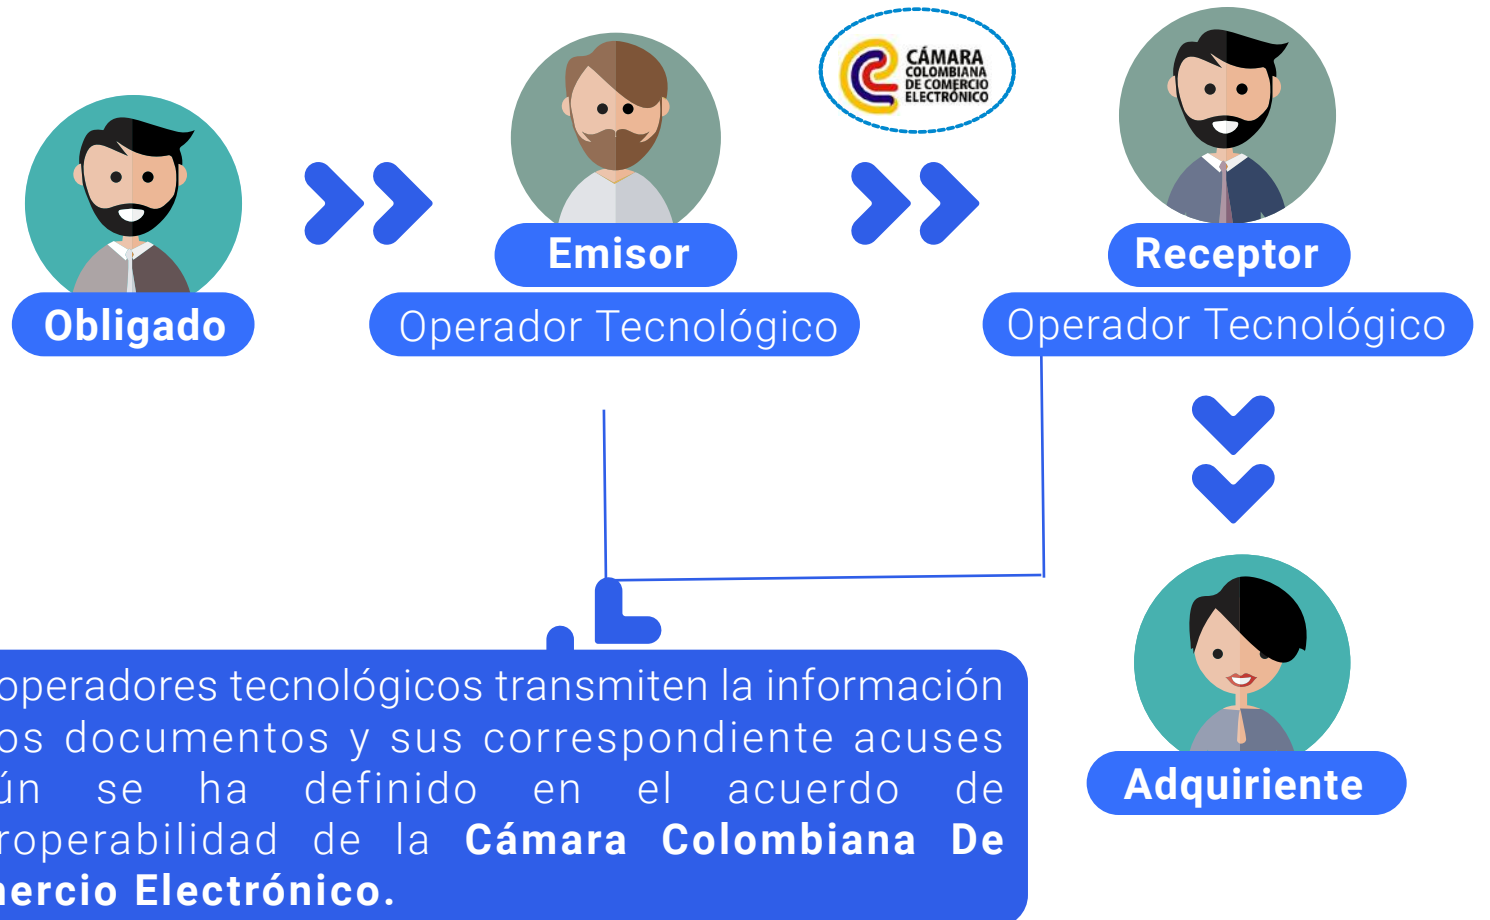 CÁMARA
COLOMBIANA
DE COMERCIO
ELECTRÓNICO
Emisor
Receptor
Obligado
Operador Tecnológico
Operador Tecnológico
operadores tecnológicos transmiten la información
os documentos y sus correspondiente acuses
ún se ha definido en el acuerdo de
roperabilidad de la Cámara Colombiana De
ercio Electrónico.
Adquiriente